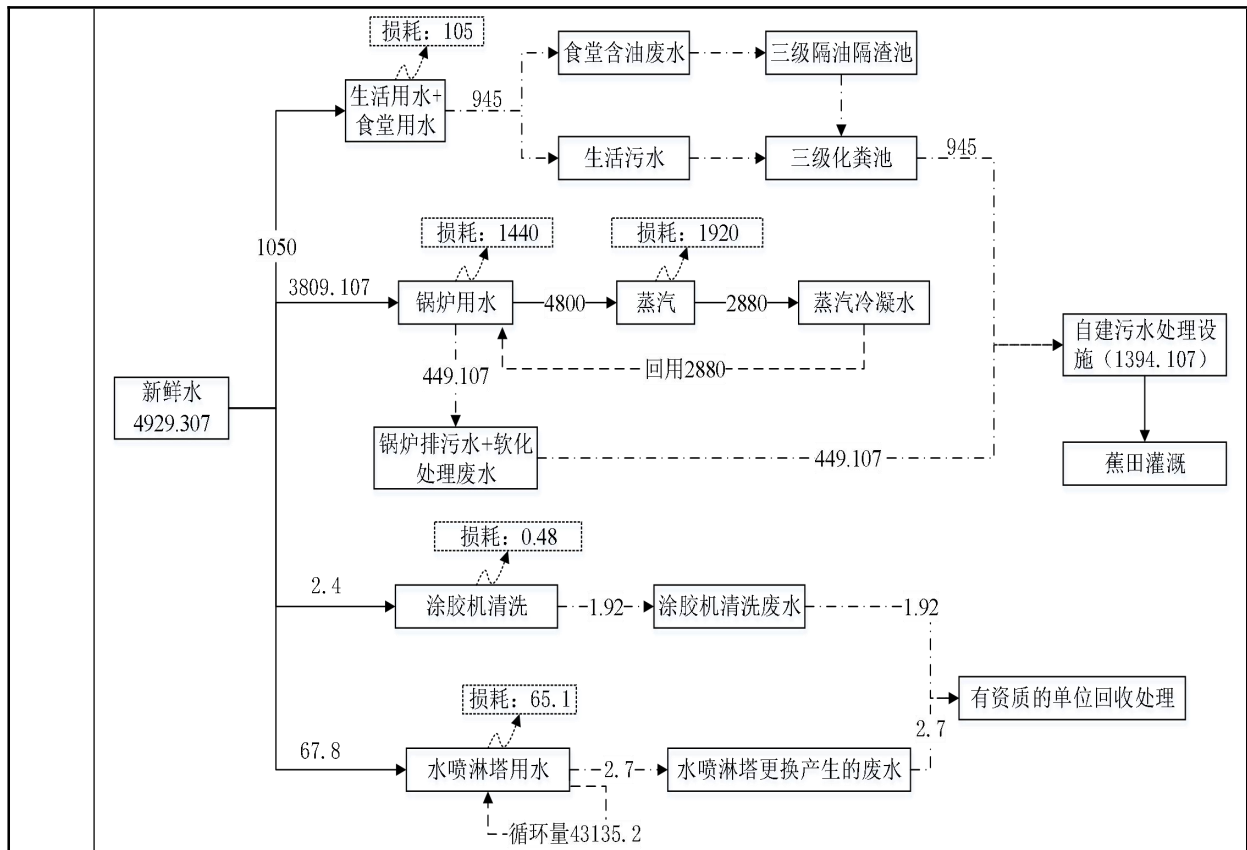 损耗：105
食堂含油废水
三级隔油隔渣池
生活用水+
食堂用水
945
生活污水
三级化粪池
945
损耗：1440
损耗：1920
1050
3809.107
锅炉用水
4800
蒸汽
2880
蒸汽冷凝水
自建污水处理设
施（1394.107）
回用2880
449.107
新鲜水
4929.307
锅炉排污水+软化
处理废水
449.107
蕉田灌溉
损耗：0.48
2.4
涂胶机清洗
1.92
涂胶机清洗废水
1.92
损耗：65.1
有资质的单位回收处理
2.7
67.8
水喷淋塔用水
2.7
水喷淋塔更换产生的废水
循环量43135.2